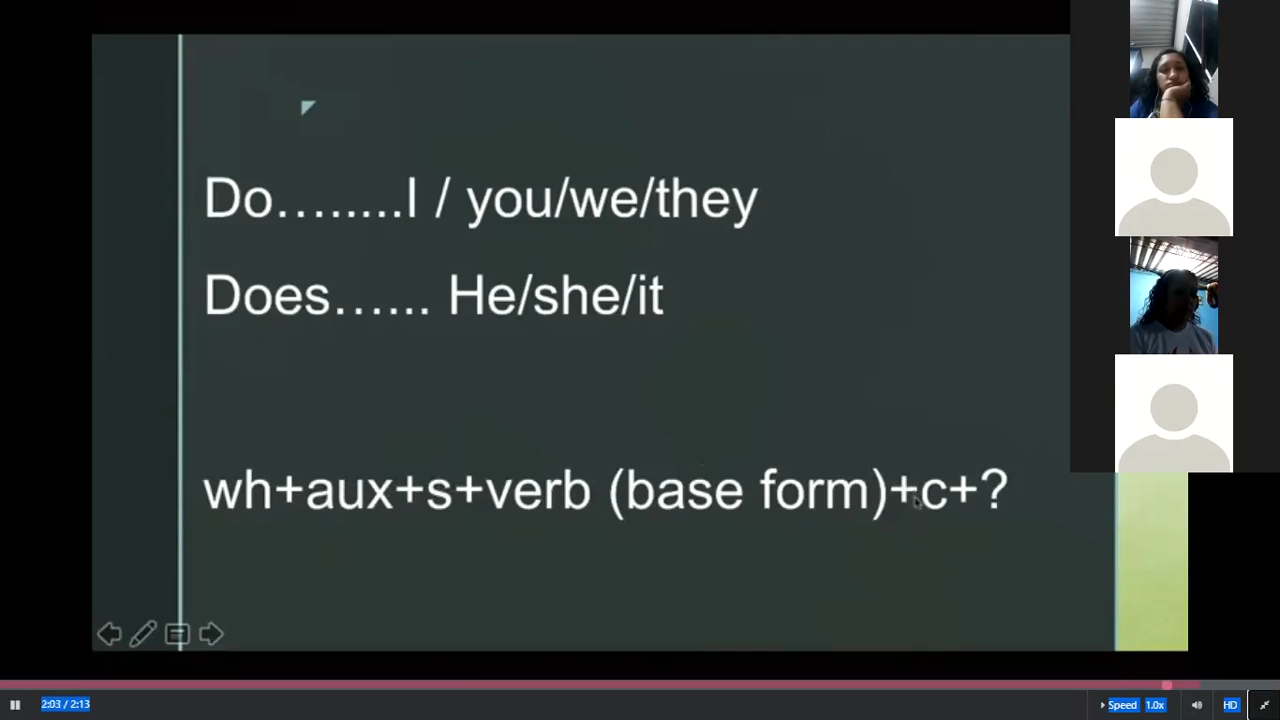 Do…......I / you/we/they
Does…... He/she/it
wh+aux+s+verb (base form)+c+?
2:03 / 2:13
Speed 1.0x
HD